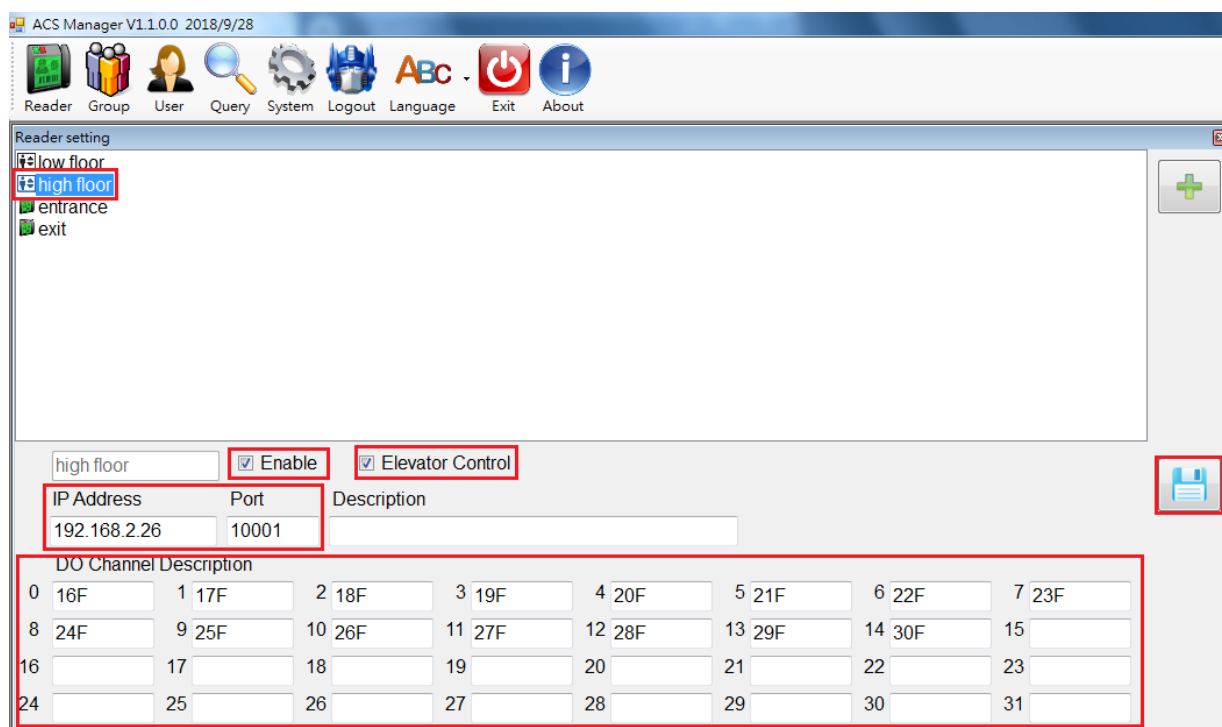 ACS Manager V1.1.0.0 2018/9/28
Reader Group User Query System Logout ABC Language Exit About
Reader setting
low floor
high floor
entrance
exit
high floor Enable Elevator Control
IP Address Port Description
192.168.2.26 10001
DO Channel Description
0 16F 1 17F 2 18F 3 19F 4 20F 5 21F 6 22F 7 23F
8 24F 9 25F 10 26F 11 27F 12 28F 13 29F 14 30F 15
16 17 18 19 20 21 22 23
24 25 26 27 28 29 30 31